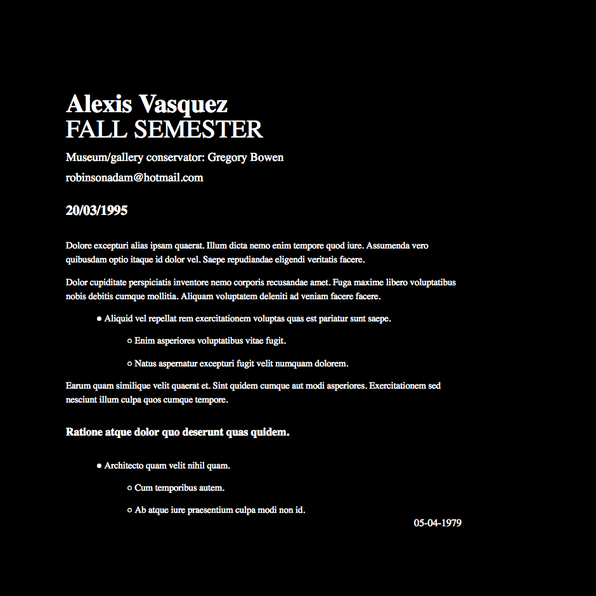 Alexis Vasquez
FALL SEMESTER
Museum/gallery conservator: Gregory Bowen
robinsonadam@hotmail.com
20/03/1995
Dolore excepturi alias ipsam quaerat. Illum dicta nemo enim tempore quod iure. Assumenda vero
quibusdam optio itaque id dolor vel. Saepe repudiandae eligendi veritatis facere.
Dolor cupiditate perspiciatis inventore nemo corporis recusandae amet. Fuga maxime libero voluptatibus
nobis debitis cumque mollitia. Aliquam voluptatem deleniti ad veniam facere facere.
• Aliquid vel repellat rem exercitationem voluptas quas est pariatur sunt saepe.
○ Enim asperiores voluptatibus vitae fugit.
○ Natus aspernatur excepturi fugit velit numquam dolorem.
Earum quam similique velit quaerat et. Sint quidem cumque aut modi asperiores. Exercitationem sed
nesciunt illum culpa quos cumque tempore.
Ratione atque dolor quo deserunt quas quidem.
• Architecto quam velit nihil quam.
○ Cum temporibus autem.
○ Ab atque iure praesentium culpa modi non id.
05-04-1979